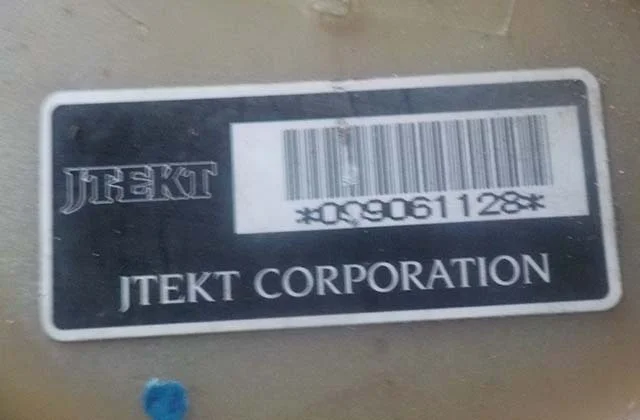 JTEKT
*009061128*
JTEKT CORPORATION